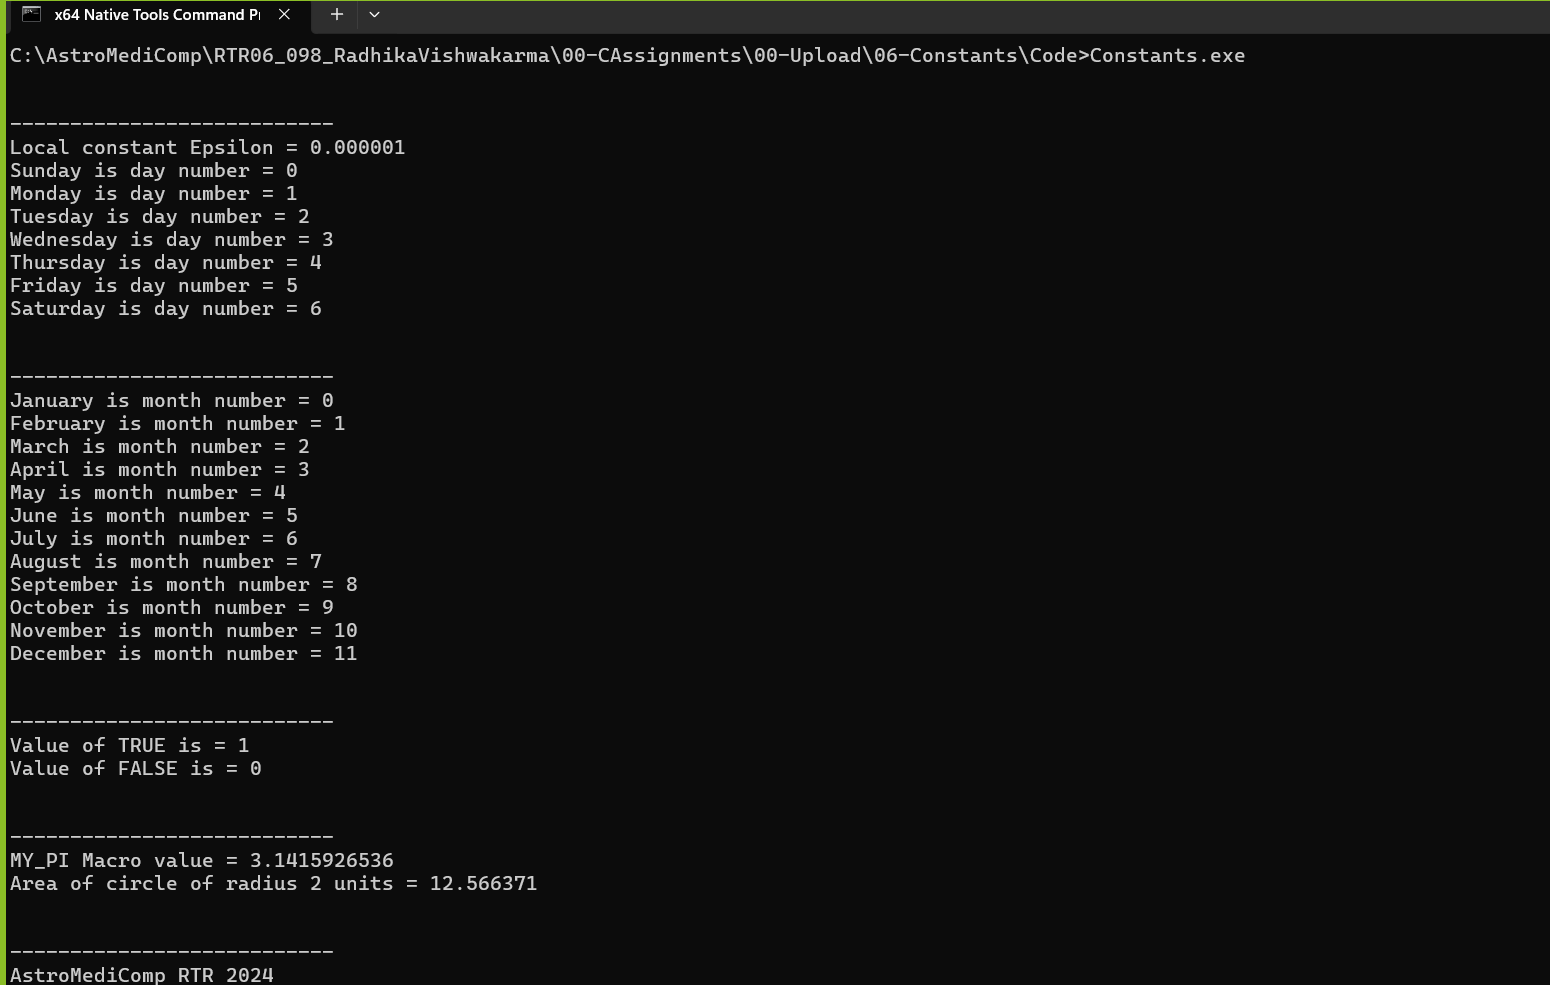 x64 Native Tools Command P
C:\AstroMediComp\RTR06_098_RadhikaVishwakarma\00-CAssignments\00-Upload\06-Constants\Code>Constants.exe
---------------------------
Local constant Epsilon = 0.000001
Sunday is day number = 0
Monday is day number = 1
Tuesday is day number = 2
Wednesday is day number = 3
Thursday is day number = 4
Friday is day number = 5
Saturday is day number = 6
---------------------------
January is month number = 0
February is month number = 1
March is month number = 2
April is month number = 3
May is month number = 4
June is month number = 5
July is month number = 6
August is month number = 7
September is month number = 8
October is month number = 9
November is month number = 10
December is month number = 11
---------------------------
Value of TRUE is = 1
Value of FALSE is = 0
---------------------------
MY_PI Macro value = 3.1415926536
Area of circle of radius 2 units = 12.566371
---------------------------
AstroMediComp RTR 2024